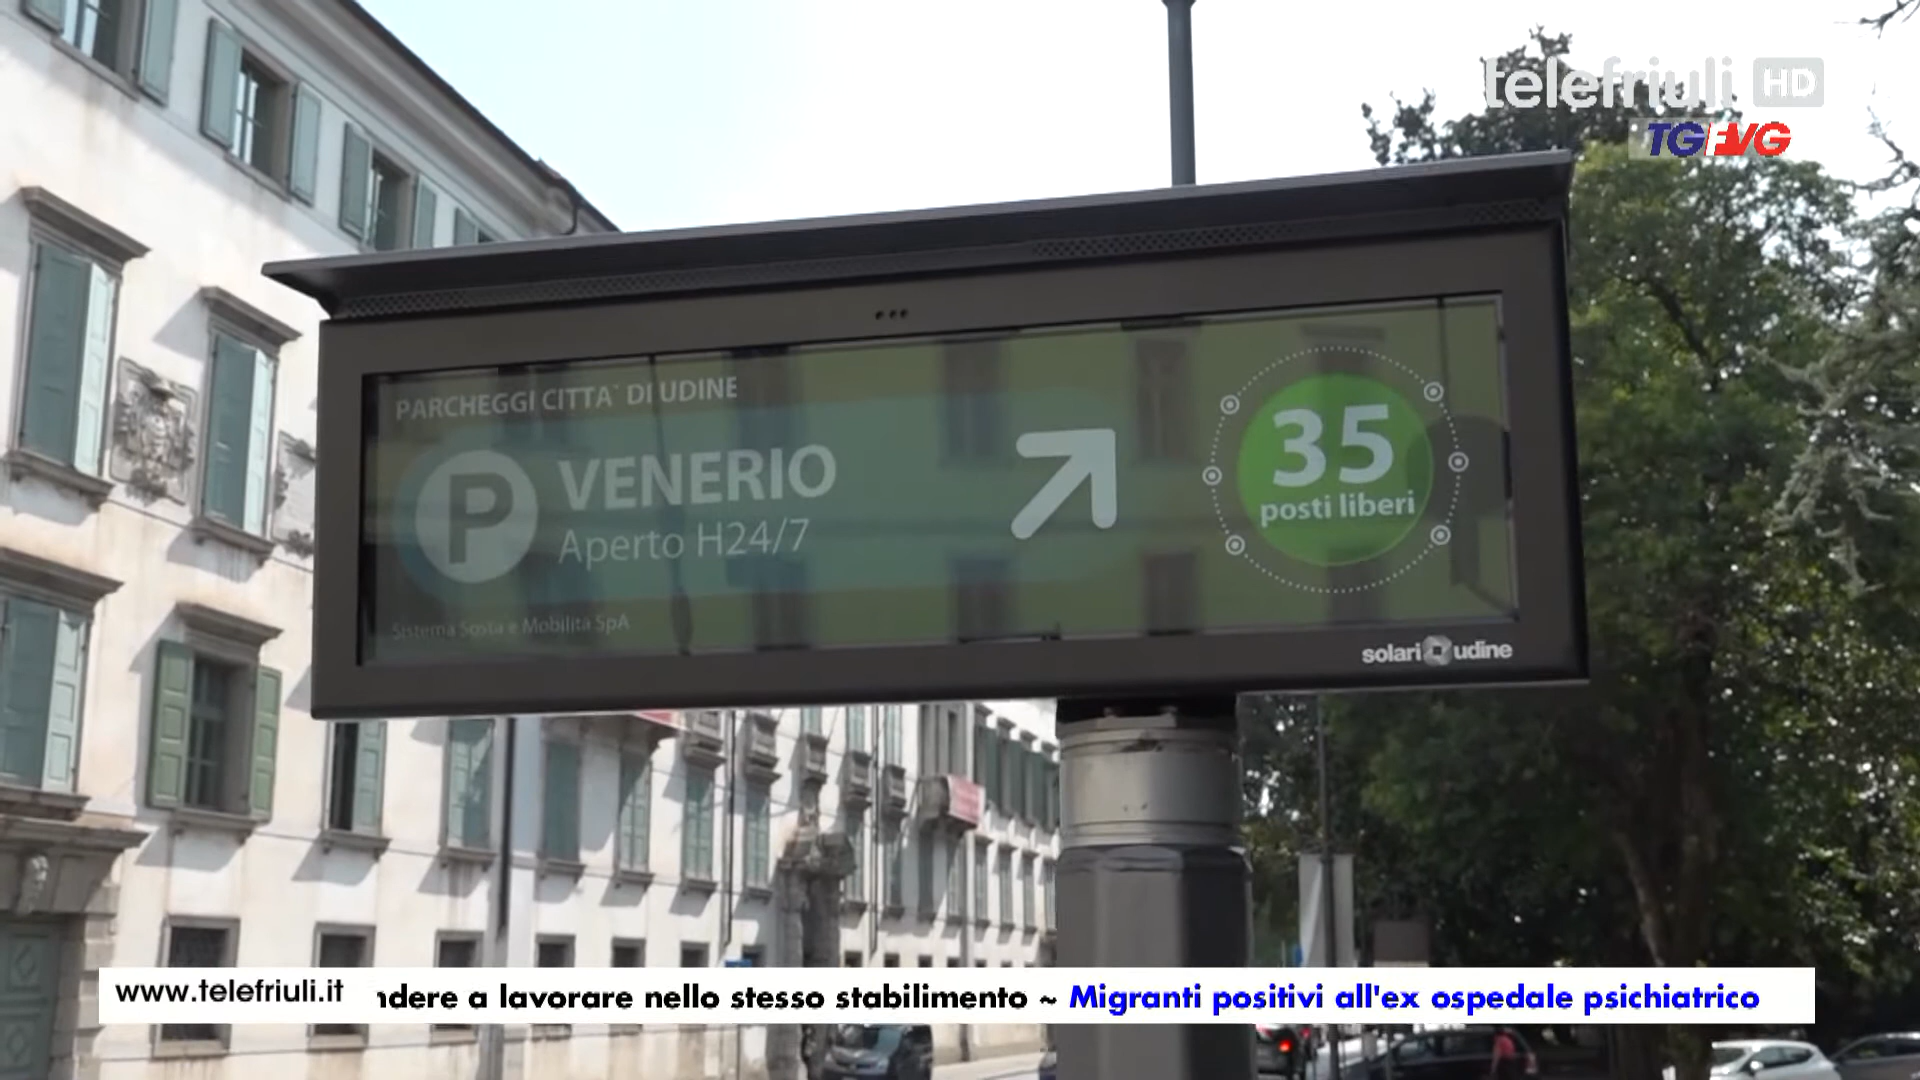 telefriuli HD
TG FVG
PARCHEGGI CITTA` DI UDINE
P VENERIO
Aperto H24/7
35
posti liberi
Sistema Sosta e Mobilità SpA
solari udine
www.telefriuli.it
ndere a lavorare nello stesso stabilimento ~ Migranti positivi all'ex ospedale psichiatrico